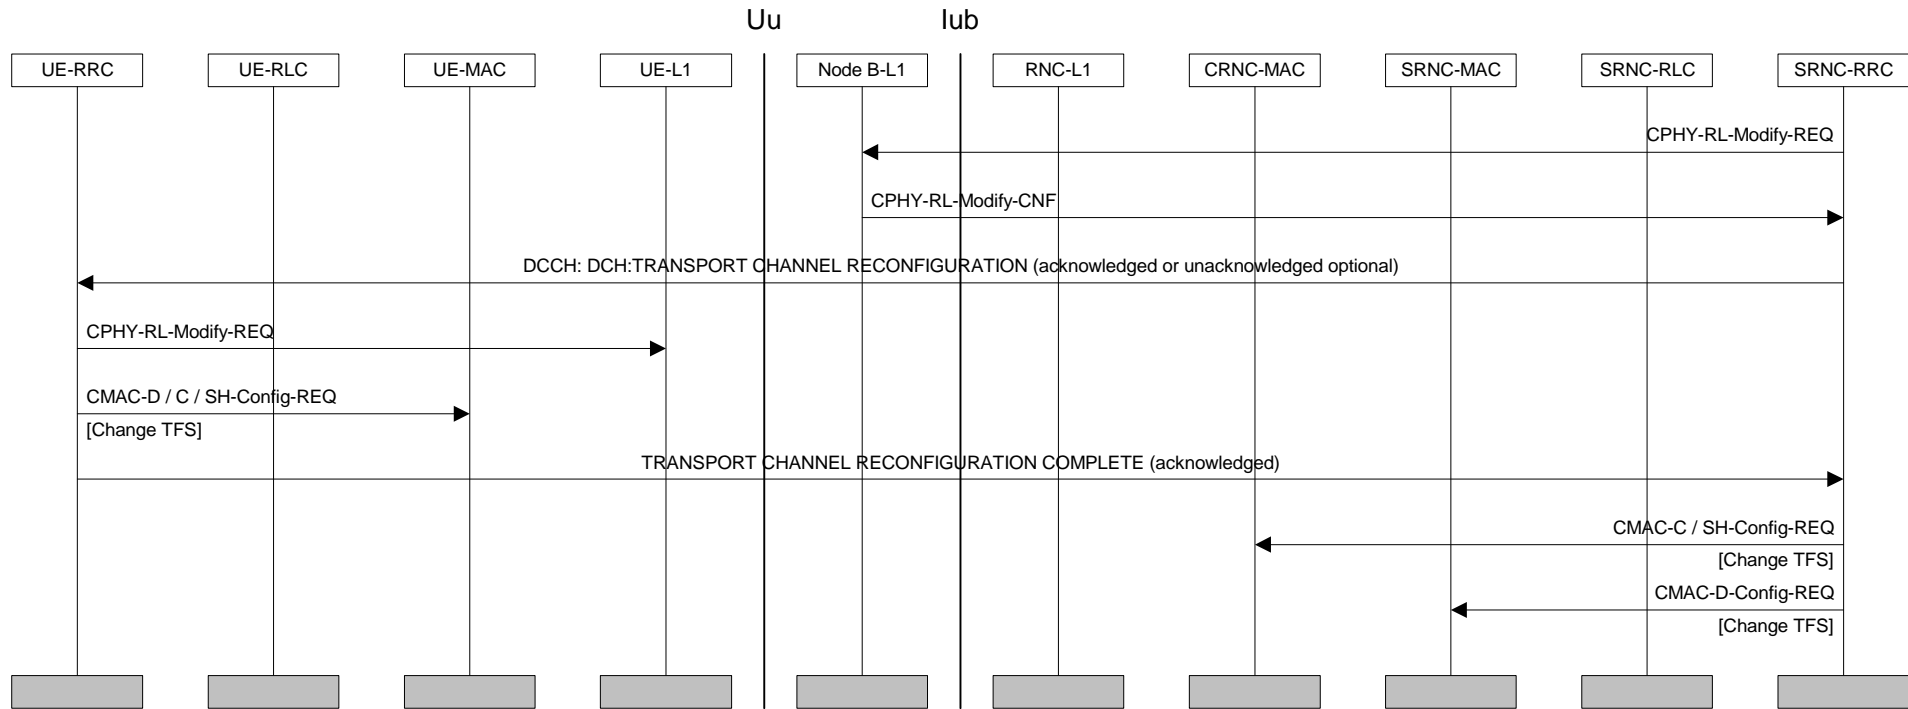 Uu Iub
UE-RRC UE-RLC UE-MAC UE-L1 Node B-L1 RNC-L1 CRNC-MAC SRNC-MAC SRNC-RLC SRNC-RRC
CPHY-RL-Modify-REQ
CPHY-RL-Modify-CNF
DCCH: DCH:TRANSPORT CHANNEL RECONFIGURATION (acknowledged or unacknowledged optional)
CPHY-RL-Modify-REQ
CMAC-D / C / SH-Config-REQ
[Change TFS]
TRANSPORT CHANNEL RECONFIGURATION COMPLETE (acknowledged)
CMAC-C / SH-Config-REQ
[Change TFS]
CMAC-D-Config-REQ
[Change TFS]